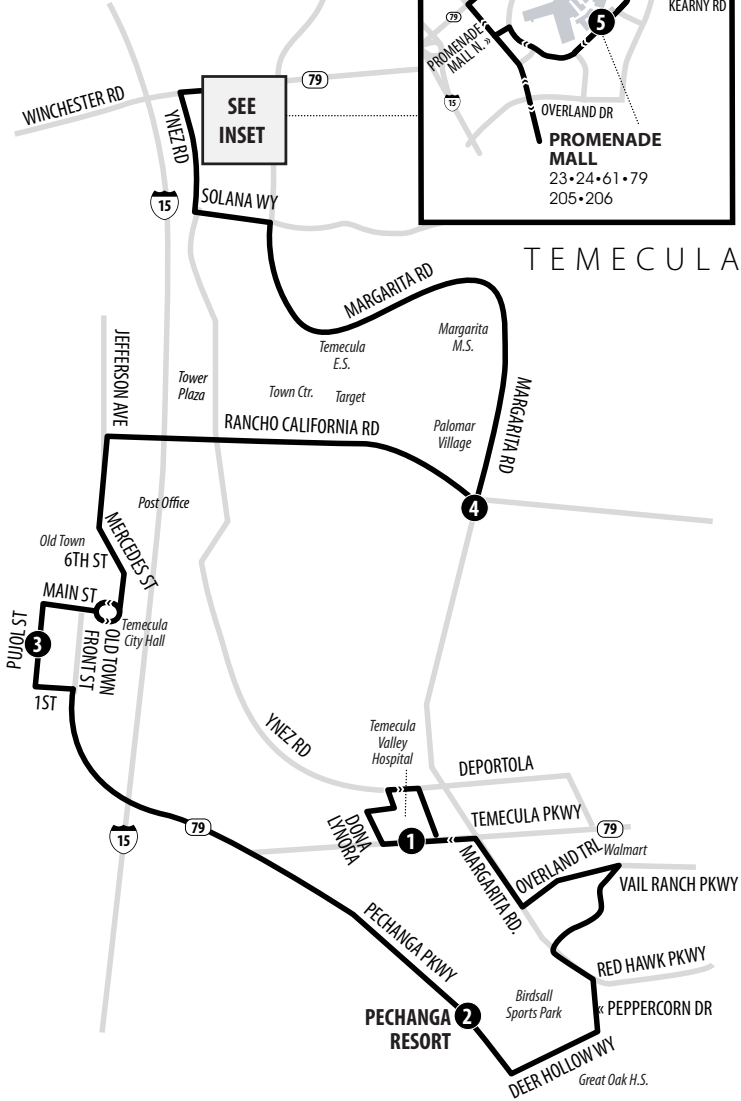 KEARNY RD
79
5
PROMENADE
MALL N. »
15
OVERLAND DR
PROMENADE
MALL
23•24•61•79
205•206
79
WINCHESTER RD
SEE
INSET
YNEZ RD
15
SOLANA WY
TEMECULA
MARGARITA RD
Margarita
M.S.
Temecula
E.S.
JEFFERSON AVE
Tower
Plaza
Town Ctr.
Target
MARGARITA RD
RANCHO CALIFORNIA RD
Palomar
Village
Post Office
4
MERCEDES ST
Old Town
6TH ST
MAIN ST
Temecula
City Hall
PUJOL ST
3
OLD TOWN
FRONT ST
1ST
YNEZ RD
Temecula
Valley
Hospital
DEPORTOLA
TEMECULA PKWY
79
79
15
DONA
LYNORA
1
MARGARITA RD.
OVERLAND TRL
Walmart
VAIL RANCH PKWY
PECHANGA PKWY
RED HAWK PKWY
Birdsall
Sports Park
« PEPPERCORN DR
PECHANGA
RESORT
2
DEER HOLLOW WY
Great Oak H.S.